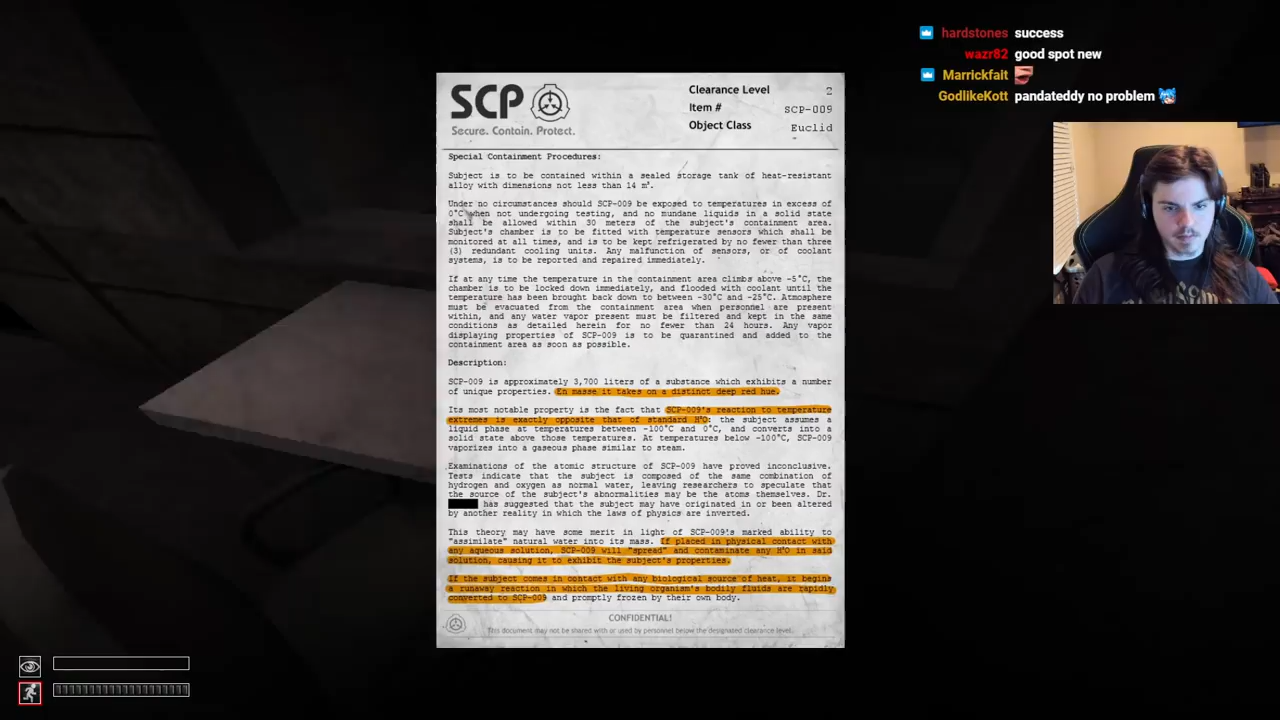 hardstones success
wazr82 good spot new
Marrickfait
GodlikeKott pandateddy no problem
SCP
Secure. Contain. Protect.
Clearance Level 2
Item # SCP-009
Object Class Euclid
Special Containment Procedures:
Subject is to be contained within a sealed storage tank of heat-resistant
alloy with dimensions not less than 14 m³.
Under no circumstances should SCP-009 be exposed to temperatures in excess of
0°C when not undergoing testing, and no mundane liquids in a solid state
shall be allowed within 30 meters of the subject's containment area.
Subject's chamber is to be fitted with temperature sensors which shall be
monitored at all times, and is to be kept refrigerated by no fewer than three
(3) redundant cooling units. Any malfunction of sensors, or of coolant
systems, is to be reported and repaired immediately.
If at any time the temperature in the containment area climbs above -5°C, the
chamber is to be locked down immediately, and flooded with coolant until the
temperature has been brought back down to between -30°C and -25°C. Atmosphere
must be evacuated from the containment area when personnel are present
within, and any water vapor present must be filtered and kept in the same
conditions as detailed herein for no fewer than 24 hours. Any vapor
displaying properties of SCP-009 is to be quarantined and added to the
containment area as soon as possible.
Description:
SCP-009 is approximately 3,700 liters of a substance which exhibits a number
of unique properties. En masse it takes on a distinct deep red hue.
Its most notable property is the fact that SCP-009's reaction to temperature
extremes is exactly opposite that of standard H²O: the subject assumes a
liquid phase at temperatures between -100°C and 0°C, and converts into a
solid state above those temperatures. At temperatures below -100°C, SCP-009
vaporizes into a gaseous phase similar to steam.
Examinations of the atomic structure of SCP-009 have proved inconclusive.
Tests indicate that the subject is composed of the same combination of
hydrogen and oxygen as normal water, leaving researchers to speculate that
the source of the subject's abnormalities may be the atoms themselves. Dr.
has suggested that the subject may have originated in or been altered
by another reality in which the laws of physics are inverted.
This theory may have some merit in light of SCP-009's marked ability to
"assimilate" natural water into its mass. If placed in physical contact with
any aqueous solution, SCP-009 will "spread" and contaminate any H²O in said
solution, causing it to exhibit the subject's properties.
If the subject comes in contact with any biological source of heat, it begins
a runaway reaction in which the living organism's bodily fluids are rapidly
converted to SCP-009 and promptly frozen by their own body.
CONFIDENTIAL!
This document may not be shared with or used by personnel below the designated clearance level.